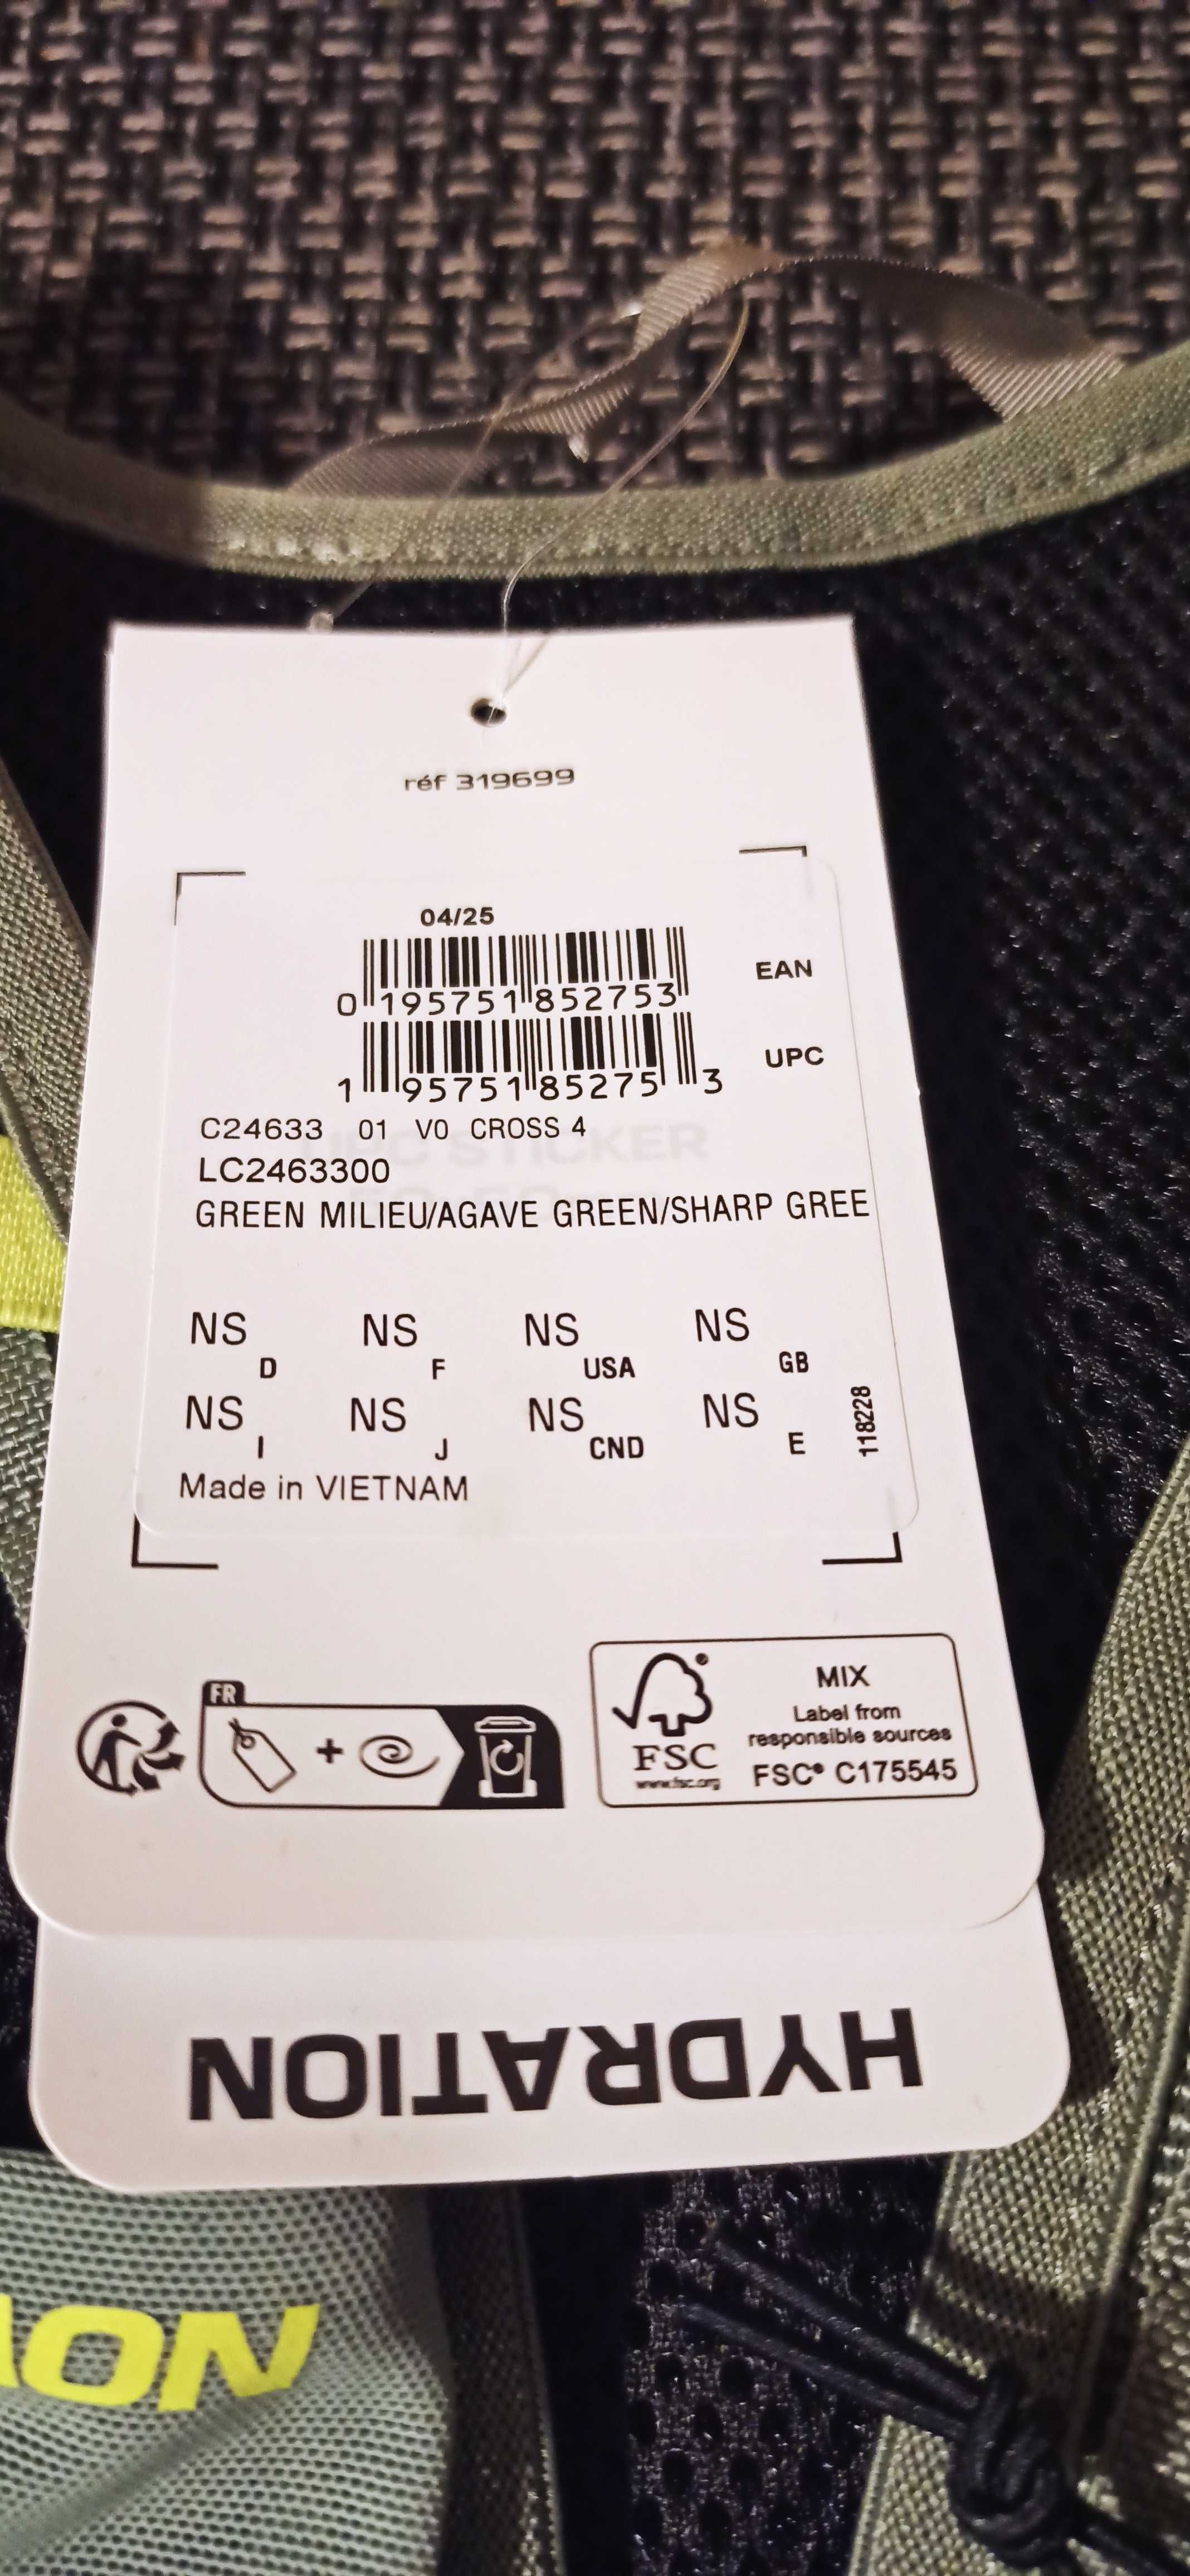 réf 319699
04/25
0 195751 852753
EAN
1 95751 85275 3
UPC
C24633 01 V0 CROSS 4
LC2463300
GREEN MILIEU/AGAVE GREEN/SHARP GREE
NS D NS F NS USA NS GB
NS I NS J NS CND NS E
118228
Made in VIETNAM
FR
FSC
www.fsc.org
MIX
Label from
responsible sources
FSC® C175545
HYDRATION